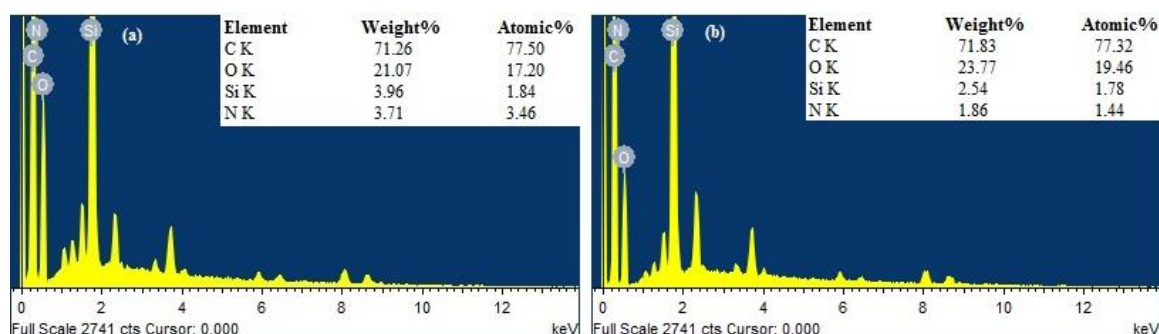 N
Si
(a)
C
O
Element Weight% Atomic%
C K 71.26 77.50
O K 21.07 17.20
Si K 3.96 1.84
N K 3.71 3.46
0 2 4 6 8 10 12
Full Scale 2741 cts Cursor: 0.000 keV
N
Si
(b)
C
O
Element Weight% Atomic%
C K 71.83 77.32
O K 23.77 19.46
Si K 2.54 1.78
N K 1.86 1.44
0 2 4 6 8 10 12
Full Scale 2741 cts Cursor: 0.000 keV